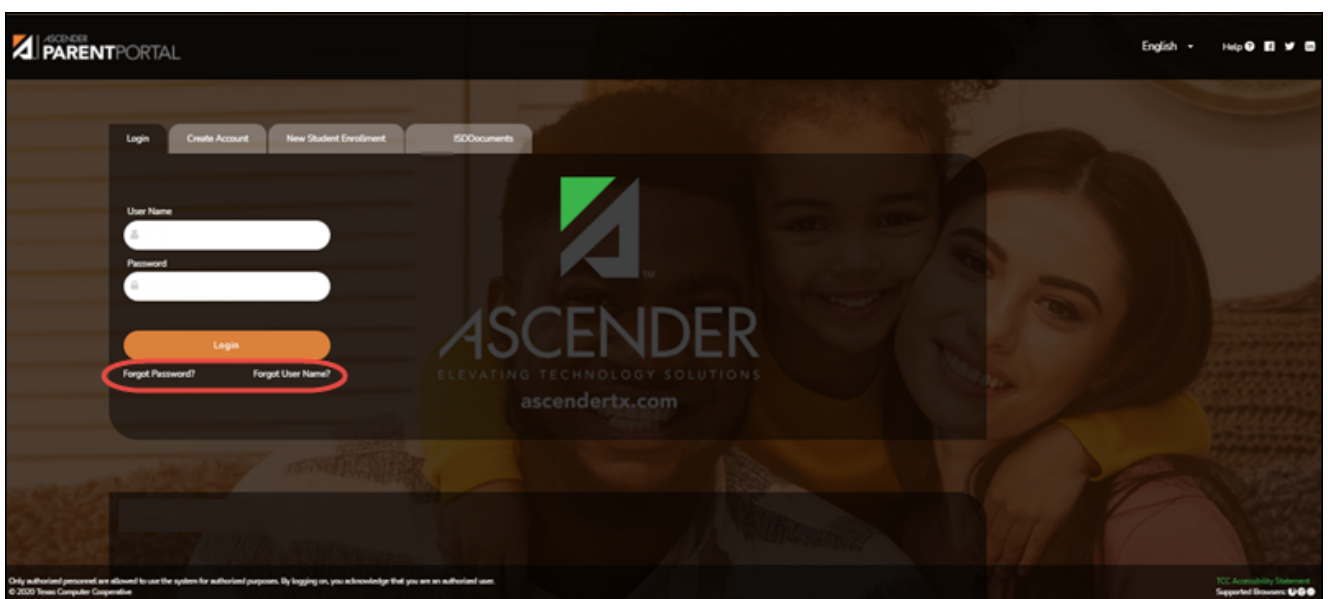 ASCENDER
PARENTPORTAL
English
Help
Login
Create Account
New Student Enrollment
ISDDocuments
User Name
Password
Login
Forgot Password?
Forgot User Name?
TM
ASCENDER
ELEVATING TECHNOLOGY SOLUTIONS
ascendertx.com
Only authorized personnel are allowed to use the system for authorized purposes. By logging on, you acknowledge that you are an authorized user.
© 2020 Texas Computer Cooperative
TCC Accessibility Statement
Supported Browsers: